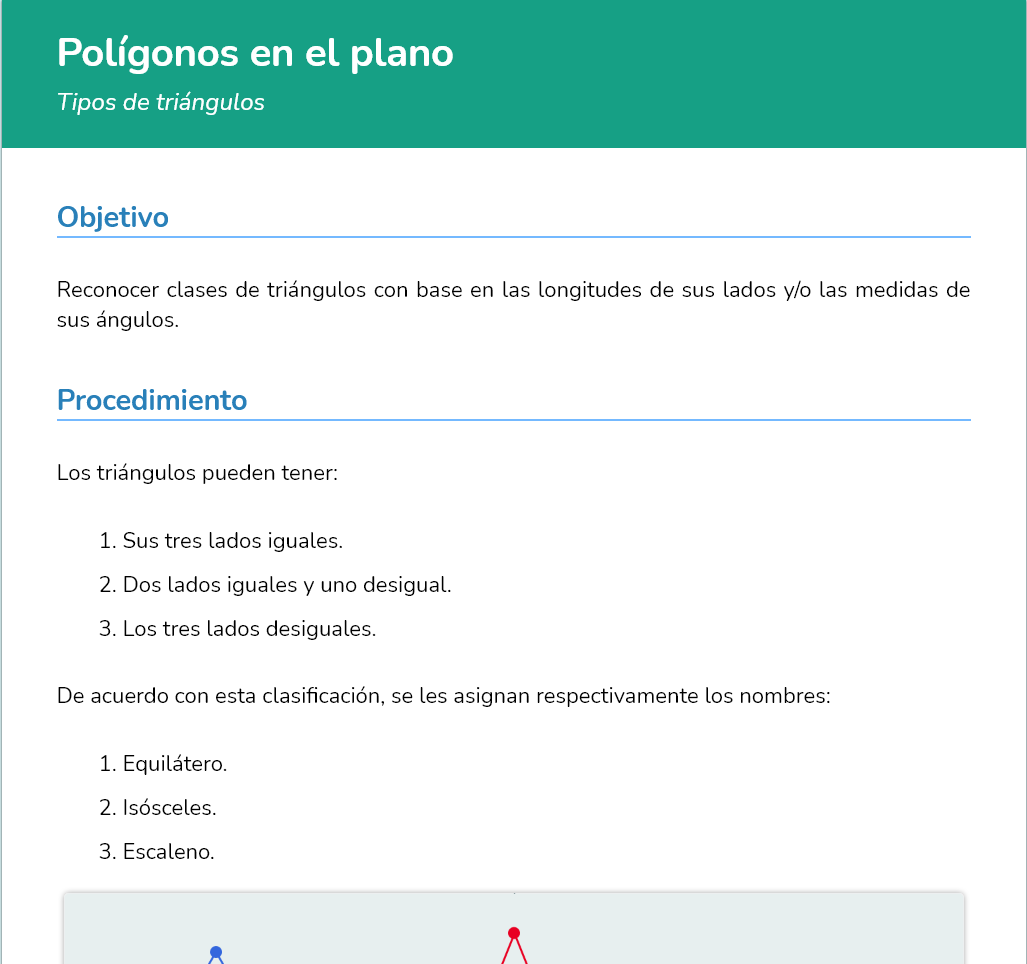 Polígonos en el plano
Tipos de triángulos
Objetivo
Reconocer clases de triángulos con base en las longitudes de sus lados y/o las medidas de
sus ángulos.
Procedimiento
Los triángulos pueden tener:
1. Sus tres lados iguales.
2. Dos lados iguales y uno desigual.
3. Los tres lados desiguales.
De acuerdo con esta clasificación, se les asignan respectivamente los nombres:
1. Equilátero.
2. Isósceles.
3. Escaleno.